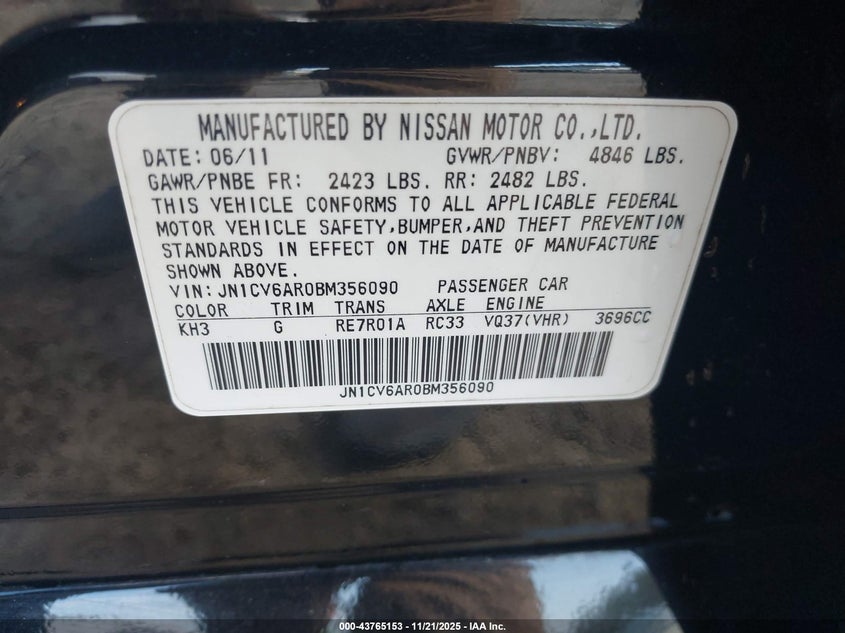 MANUFACTURED BY NISSAN MOTOR CO.,LTD.
DATE: 06/11 GVWR/PNBV: 4846 LBS.
GAWR/PNBE FR: 2423 LBS. RR: 2482 LBS.
THIS VEHICLE CONFORMS TO ALL APPLICABLE FEDERAL
MOTOR VEHICLE SAFETY,BUMPER,AND THEFT PREVENTION
STANDARDS IN EFFECT ON THE DATE OF MANUFACTURE
SHOWN ABOVE.
VIN: JN1CV6AR0BM356090 PASSENGER CAR
COLOR TRIM TRANS AXLE ENGINE
KH3 G RE7R01A RC33 VQ37(VHR) 3696CC
JN1CV6AR0BM356090
000-43765153 - 11/21/2025 - IAA Inc.